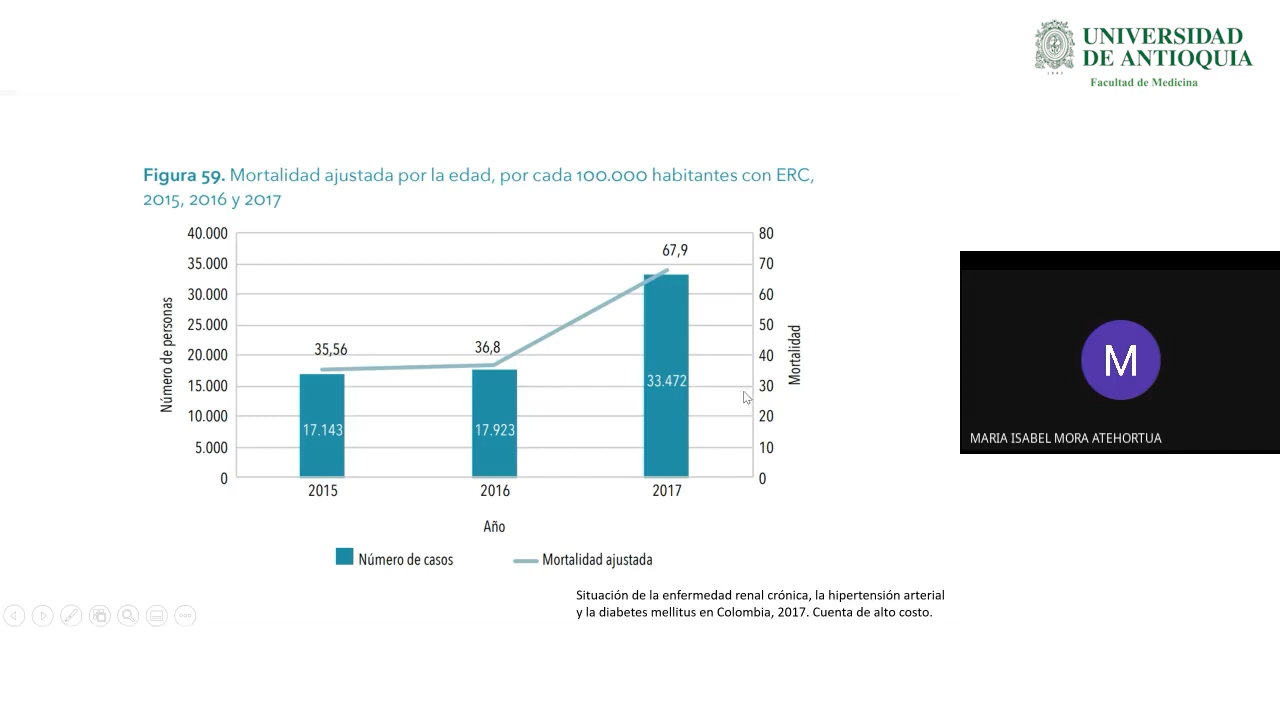 UNIVERSIDAD
DE ANTIOQUIA
1803
Facultad de Medicina
Figura 59. Mortalidad ajustada por la edad, por cada 100.000 habitantes con ERC,
2015, 2016 y 2017
Número de personas
40.000
35.000
30.000
25.000
20.000
15.000
10.000
5.000
0
35,56
36,8
67,9
17.143
17.923
33.472
80
70
60
50
40
30
20
10
0
Mortalidad
2015
2016
2017
Año
Número de casos
Mortalidad ajustada
Situación de la enfermedad renal crónica, la hipertensión arterial
y la diabetes mellitus en Colombia, 2017. Cuenta de alto costo.
M
MARIA ISABEL MORA ATEHORTUA